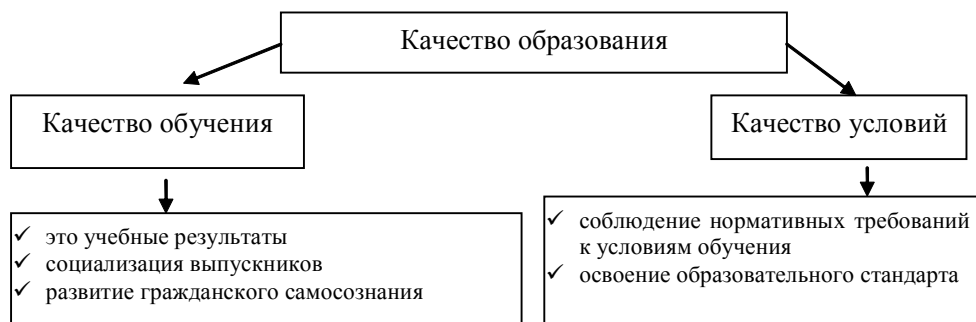 Качество образования
Качество обучения
Качество условий
✓ это учебные результаты
✓ социализация выпускников
✓ развитие гражданского самосознания
✓ соблюдение нормативных требований
к условиям обучения
✓ освоение образовательного стандарта